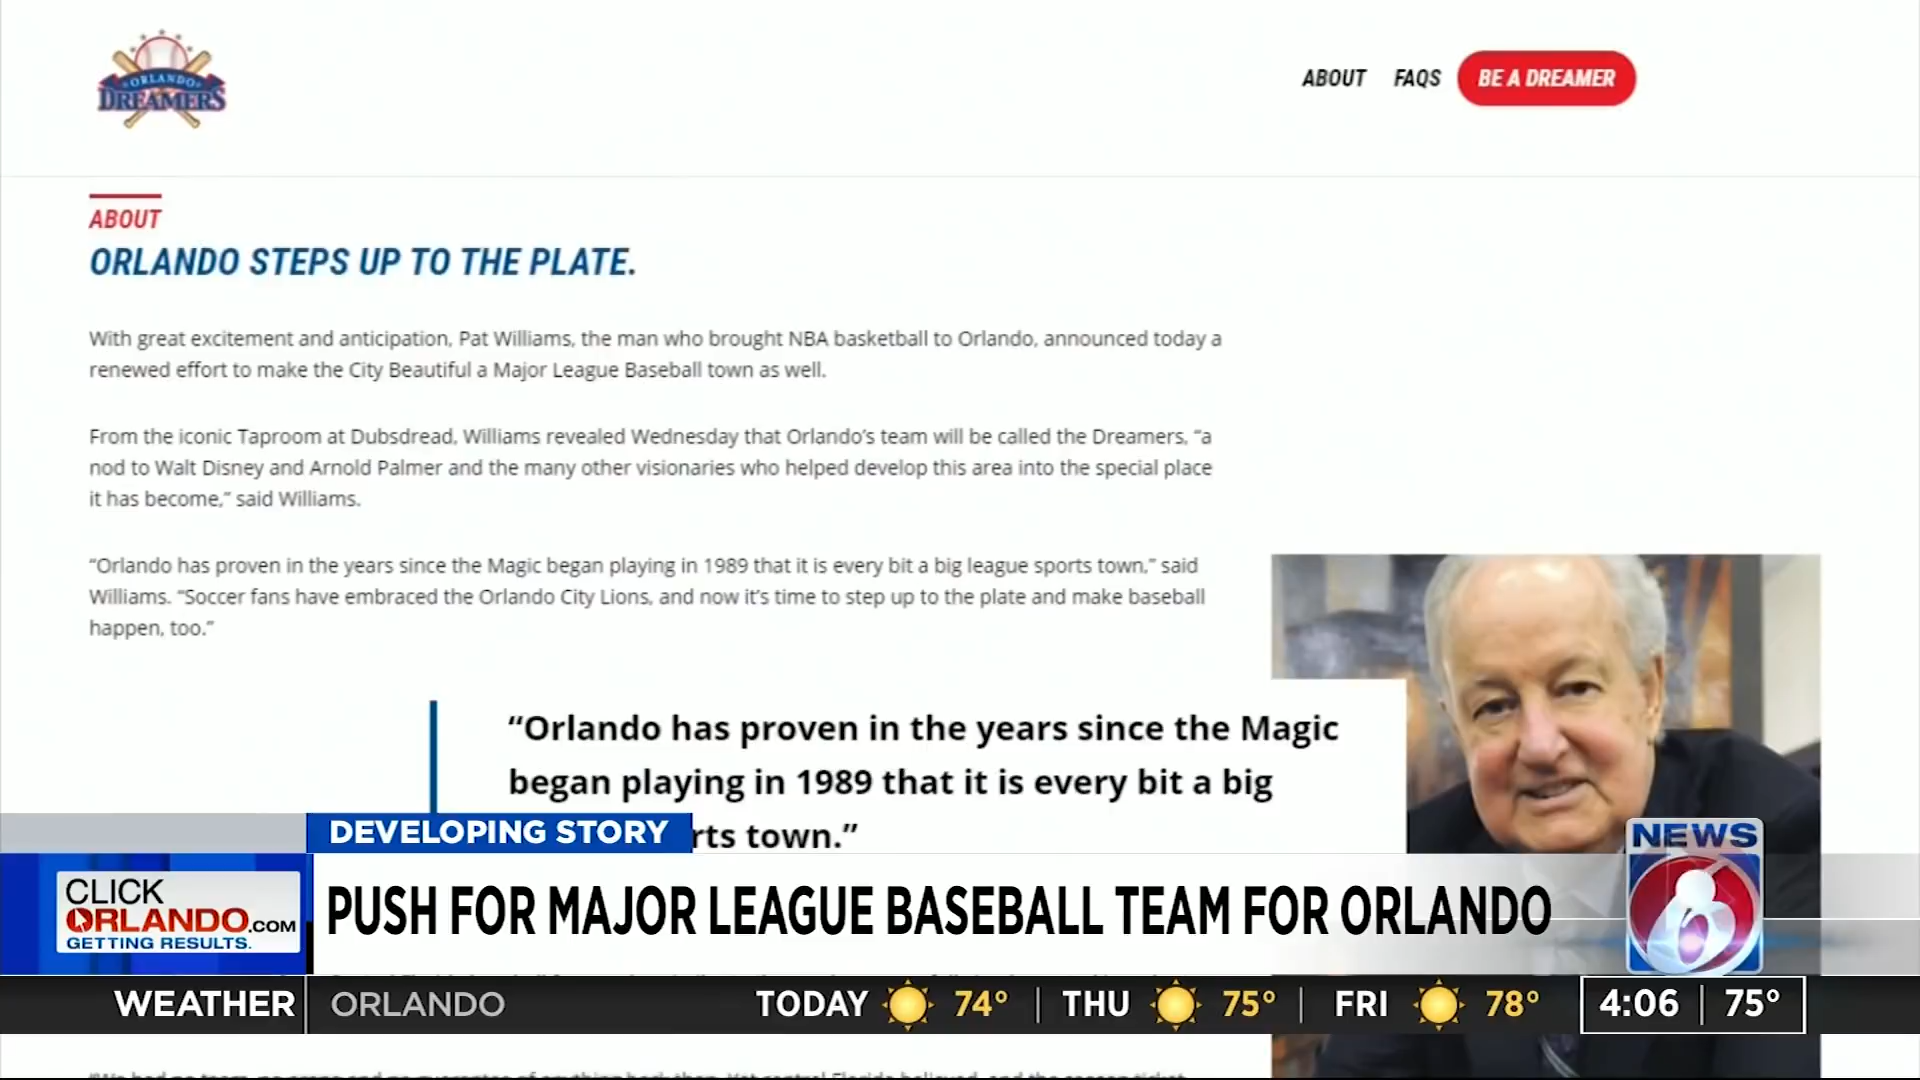 ORLANDO
DREAMERS
ABOUT
FAQS
BE A DREAMER
ABOUT
ORLANDO STEPS UP TO THE PLATE.
With great excitement and anticipation, Pat Williams, the man who brought NBA basketball to Orlando, announced today a
renewed effort to make the City Beautiful a Major League Baseball town as well.
From the iconic Taproom at Dubsdread, Williams revealed Wednesday that Orlando's team will be called the Dreamers, “a
nod to Walt Disney and Arnold Palmer and the many other visionaries who helped develop this area into the special place
it has become,” said Williams.
“Orlando has proven in the years since the Magic began playing in 1989 that it is every bit a big league sports town,” said
Williams. “Soccer fans have embraced the Orlando City Lions, and now it's time to step up to the plate and make baseball
happen, too.”
“Orlando has proven in the years since the Magic
began playing in 1989 that it is every bit a big
rts town.”
DEVELOPING STORY
CLICK
ORLANDO.COM
GETTING RESULTS.
PUSH FOR MAJOR LEAGUE BASEBALL TEAM FOR ORLANDO
NEWS
6
WEATHER ORLANDO TODAY 74° | THU 75° | FRI 78° 4:06 | 75°